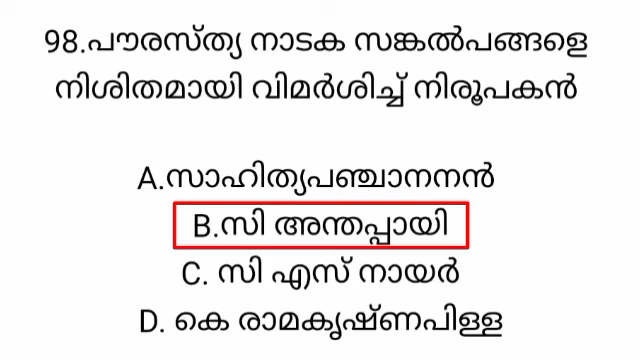 98.പൗരസ്ത്യ നാടക സങ്കൽപങ്ങളെ
നിശിതമായി വിമർശിച്ച് നിരൂപകൻ
A.സാഹിത്യപഞ്ചാനനൻ
B.സി അന്തപ്പായി
C. സി എസ് നായർ
D. കെ രാമകൃഷ്ണപിള്ള